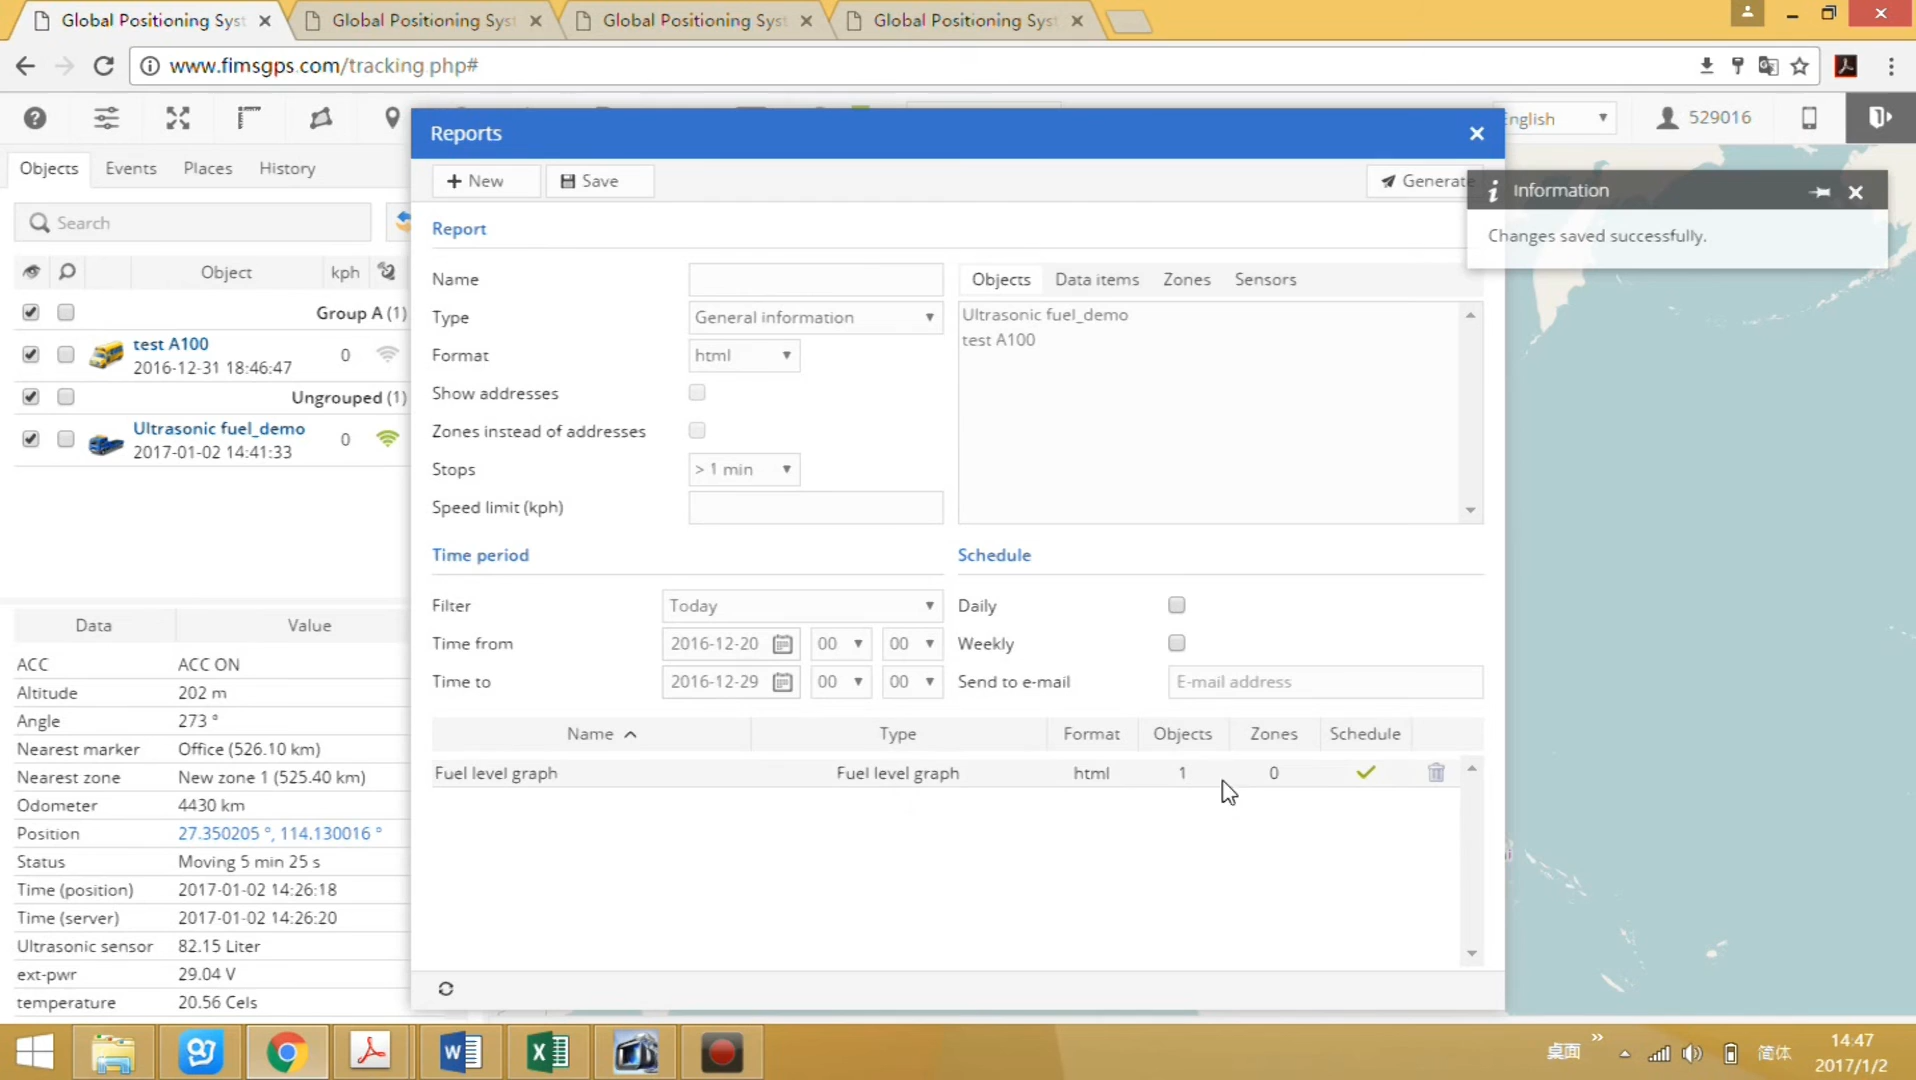 Global Positioning Syst
Global Positioning Syst
Global Positioning Syst
Global Positioning Syst
www.fimsgps.com/tracking.php#
English
529016
Objects Events Places History
Search
Object kph
Group A (1)
test A100
2016-12-31 18:46:47
0
Ungrouped (1)
Ultrasonic fuel_demo
2017-01-02 14:41:33
0
Data Value
ACC ACC ON
Altitude 202 m
Angle 273 °
Nearest marker Office (526.10 km)
Nearest zone New zone 1 (525.40 km)
Odometer 4430 km
Position 27.350205 °, 114.130016 °
Status Moving 5 min 25 s
Time (position) 2017-01-02 14:26:18
Time (server) 2017-01-02 14:26:20
Ultrasonic sensor 82.15 Liter
ext-pwr 29.04 V
temperature 20.56 Cels
Reports
New Save Generate
Report
Name
Type General information
Format html
Show addresses
Zones instead of addresses
Stops > 1 min
Speed limit (kph)
Objects Data items Zones Sensors
Ultrasonic fuel_demo
test A100
Time period
Filter Today
Time from 2016-12-20 00 00
Time to 2016-12-29 00 00
Schedule
Daily
Weekly
Send to e-mail E-mail address
Name Type Format Objects Zones Schedule
Fuel level graph Fuel level graph html 1 0
Information
Changes saved successfully.
桌面 简体
14:47
2017/1/2